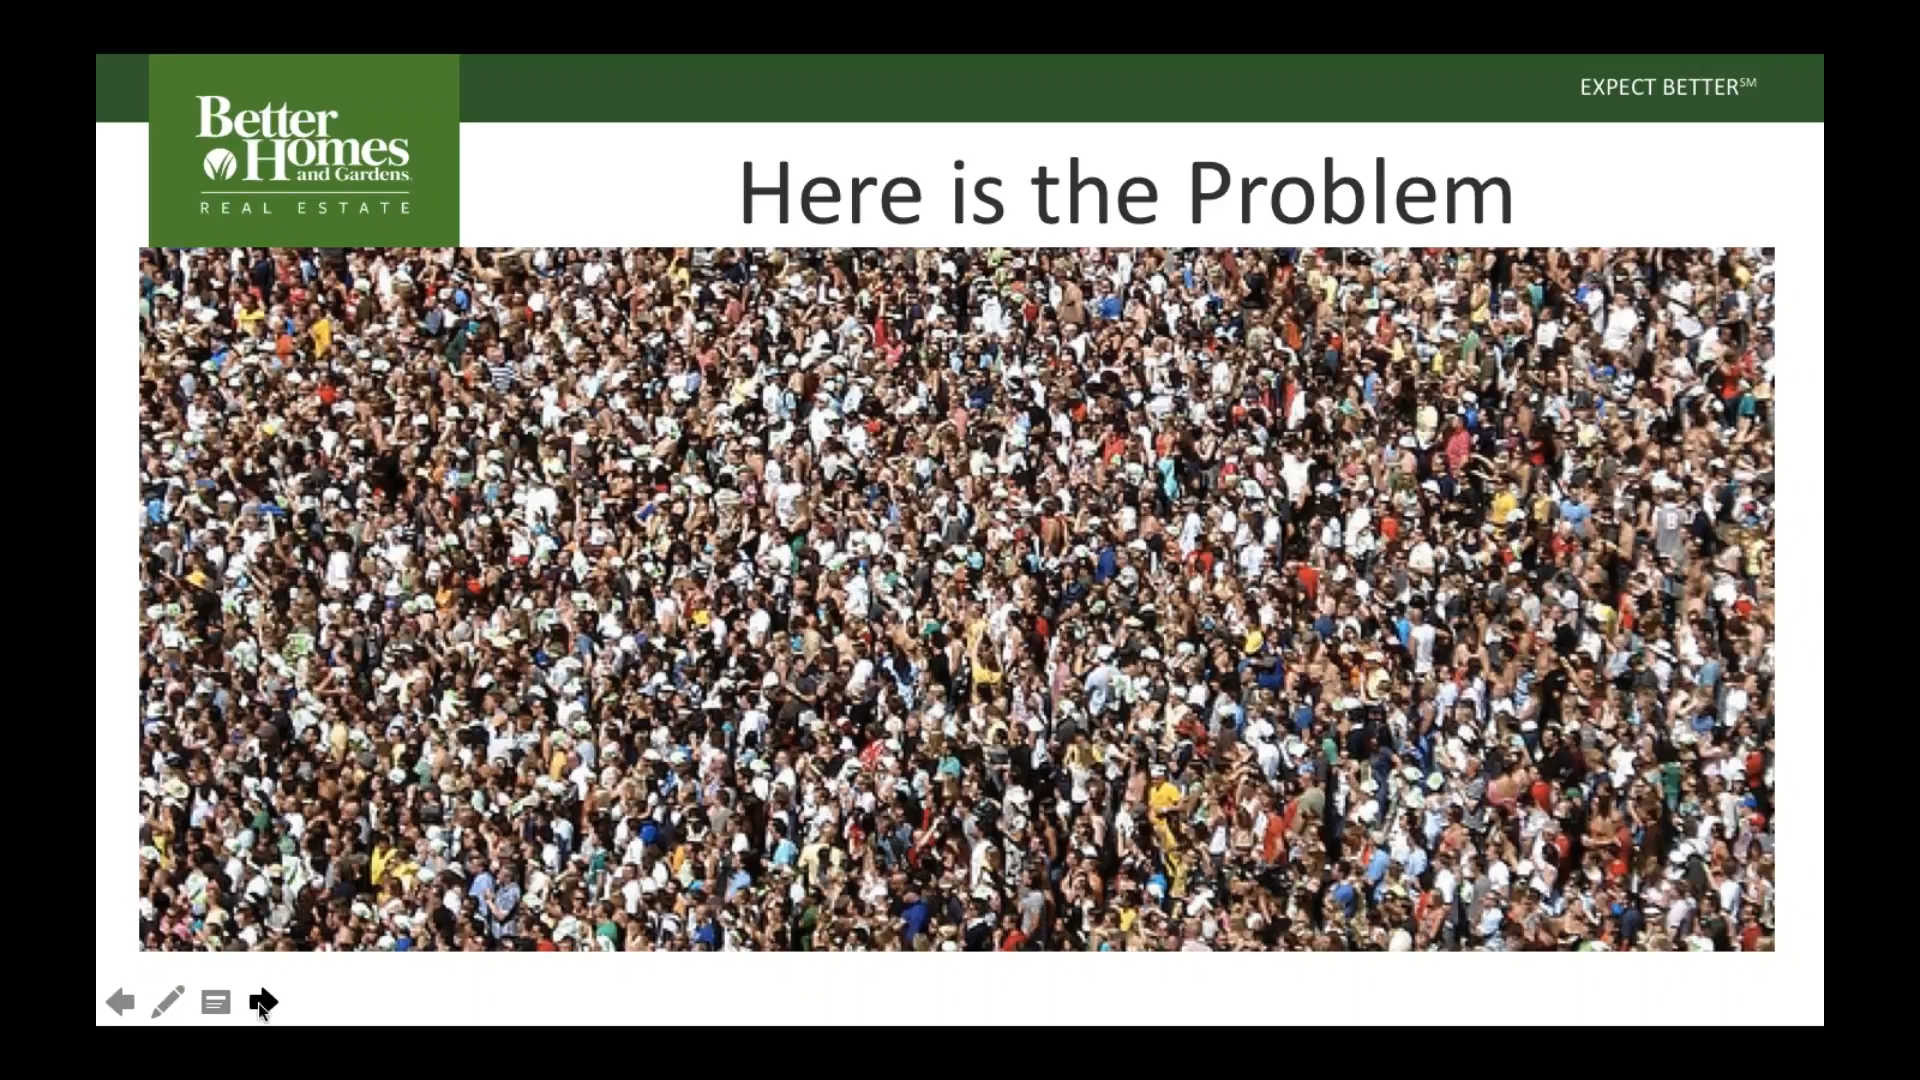 EXPECT BETTER℠
Better
Homes
and Gardens
REAL ESTATE
Here is the Problem